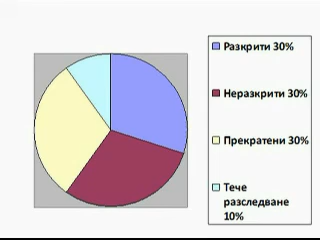 Разкрити 30%
Неразкрити 30%
Прекратени 30%
Тече
разследване
10%